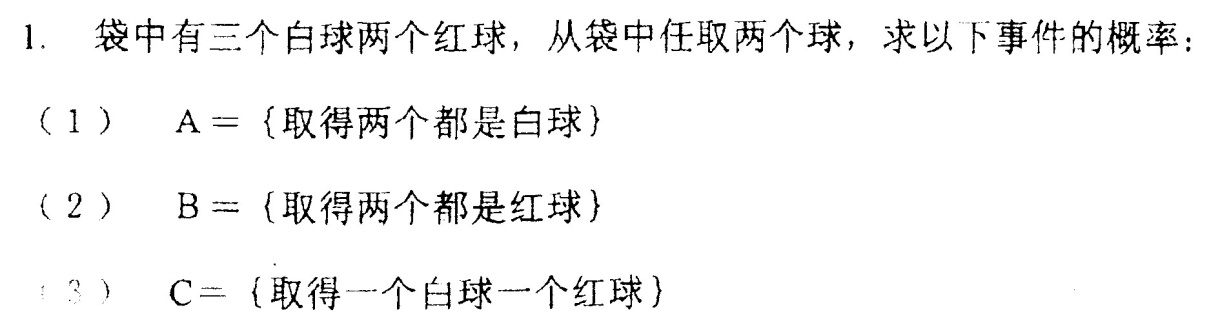 1. 袋中有三个白球两个红球，从袋中任取两个球，求以下事件的概率：
（1） A＝｛取得两个都是白球｝
（2） B＝｛取得两个都是红球｝
（3） C＝｛取得一个白球一个红球｝